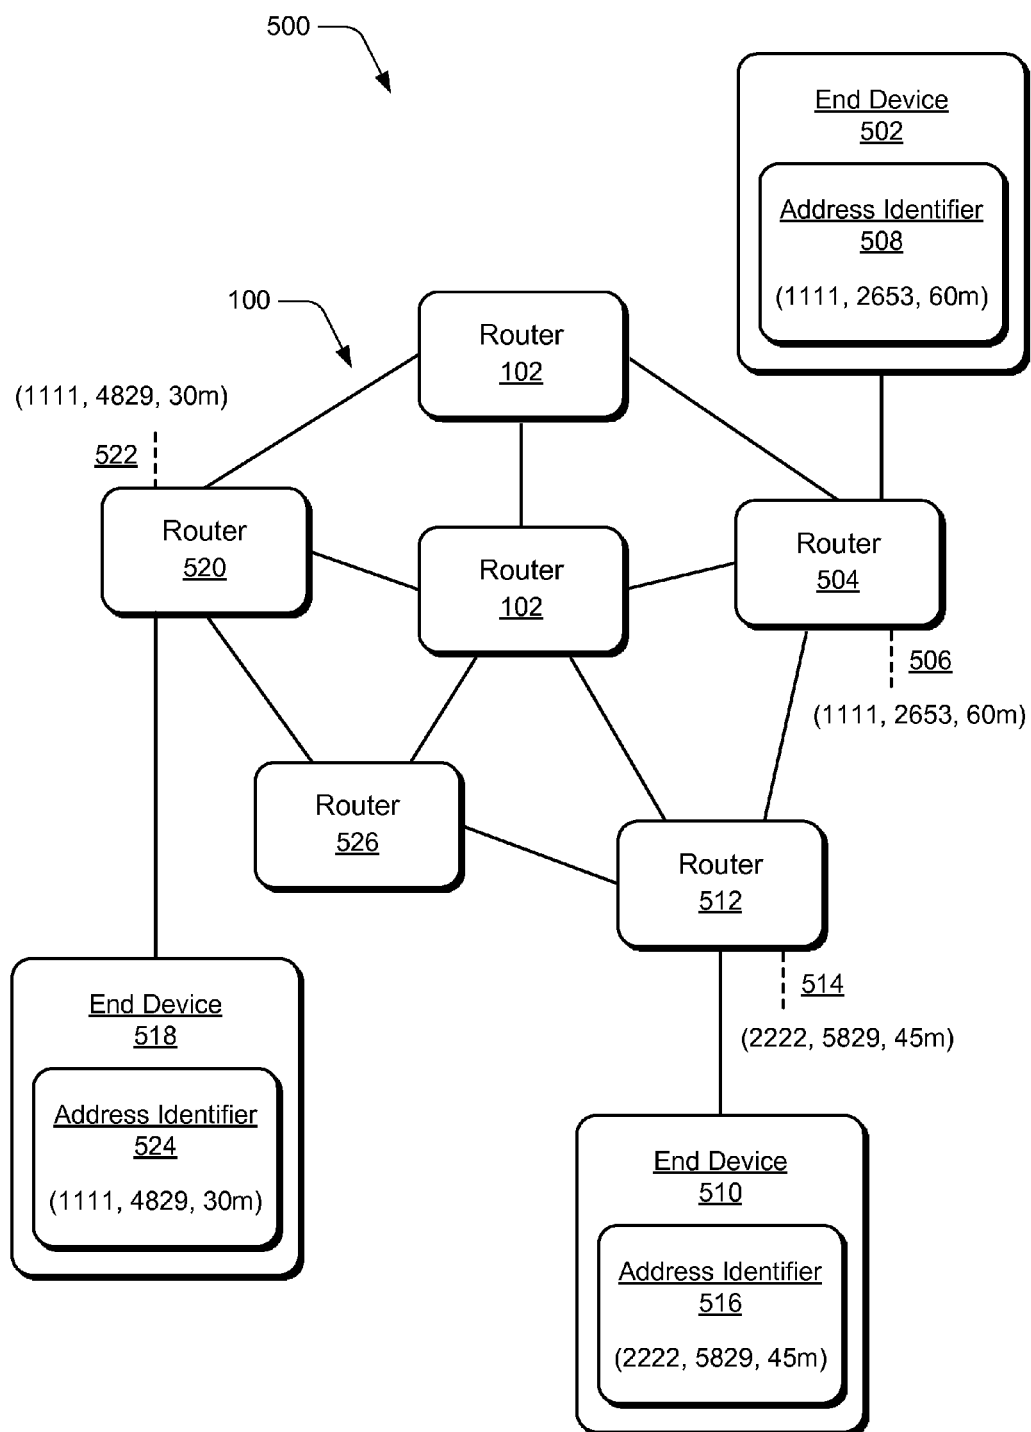 500
End Device
502
Address Identifier
508
(1111, 2653, 60m)
100
Router
102
(1111, 4829, 30m)
522
Router
520
Router
102
Router
504
506
(1111, 2653, 60m)
Router
526
Router
512
514
(2222, 5829, 45m)
End Device
518
Address Identifier
524
(1111, 4829, 30m)
End Device
510
Address Identifier
516
(2222, 5829, 45m)